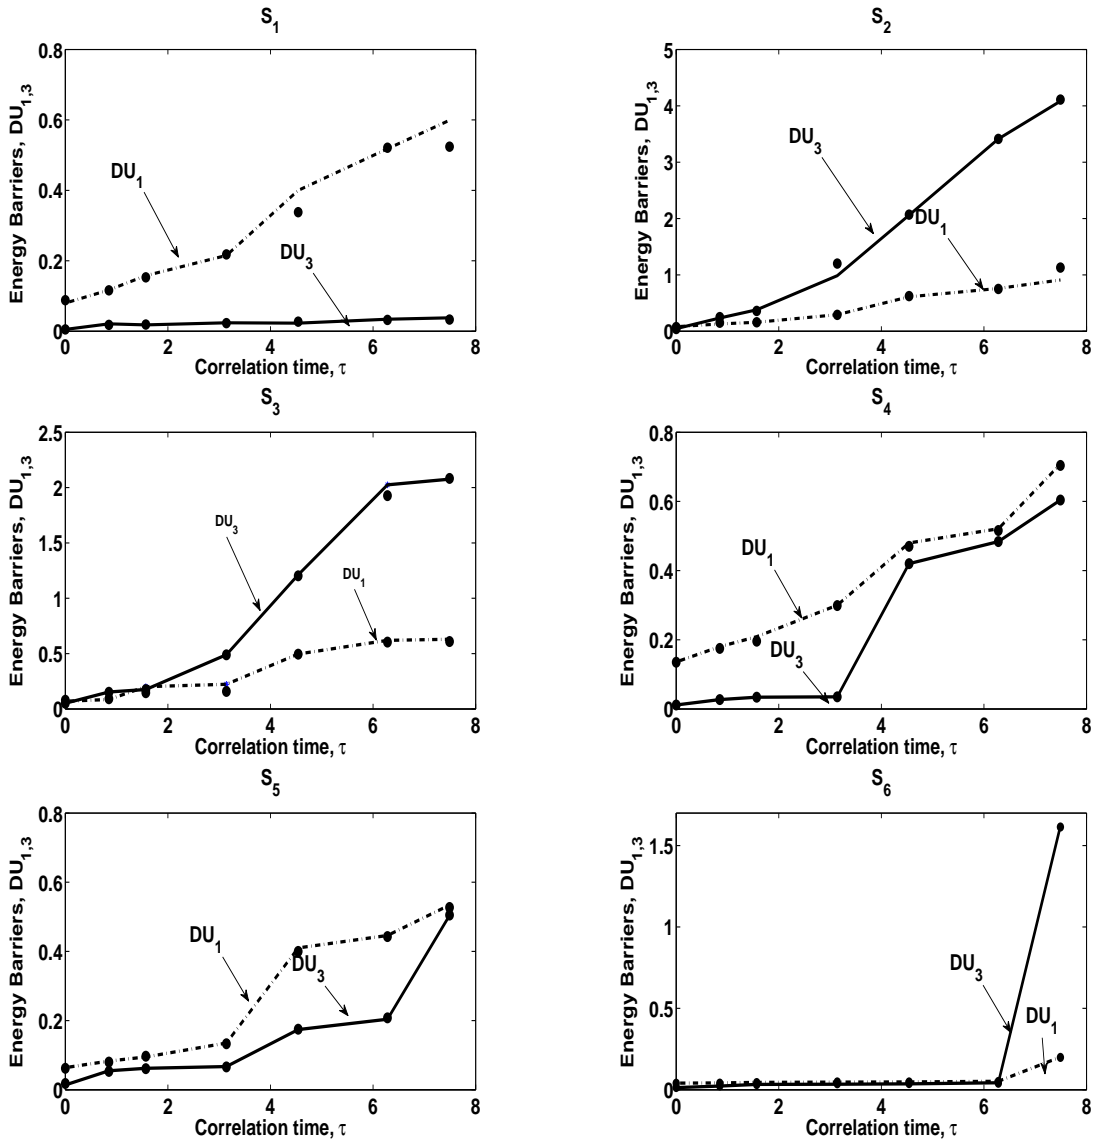 S1
0.8
0.6
0.4
0.2
0
0 2 4 6 8
Energy Barriers, DU1,3
Correlation time, τ
DU1
DU3
S2
5
4
3
2
1
0
0 2 4 6 8
Energy Barriers, DU1,3
Correlation time, τ
DU3
DU1
S3
2.5
2
1.5
1
0.5
0
0 2 4 6 8
Energy Barriers, DU1,3
Correlation time, τ
DU3
DU1
S4
0.8
0.6
0.4
0.2
0
0 2 4 6 8
Energy Barriers, DU1,3
Correlation time, τ
DU1
DU3
S5
0.8
0.6
0.4
0.2
0
0 2 4 6 8
Energy Barriers, DU1,3
Correlation time, τ
DU1
DU3
S6
1.5
1
0.5
0
0 2 4 6 8
Energy Barriers, DU1,3
Correlation time, τ
DU3
DU1